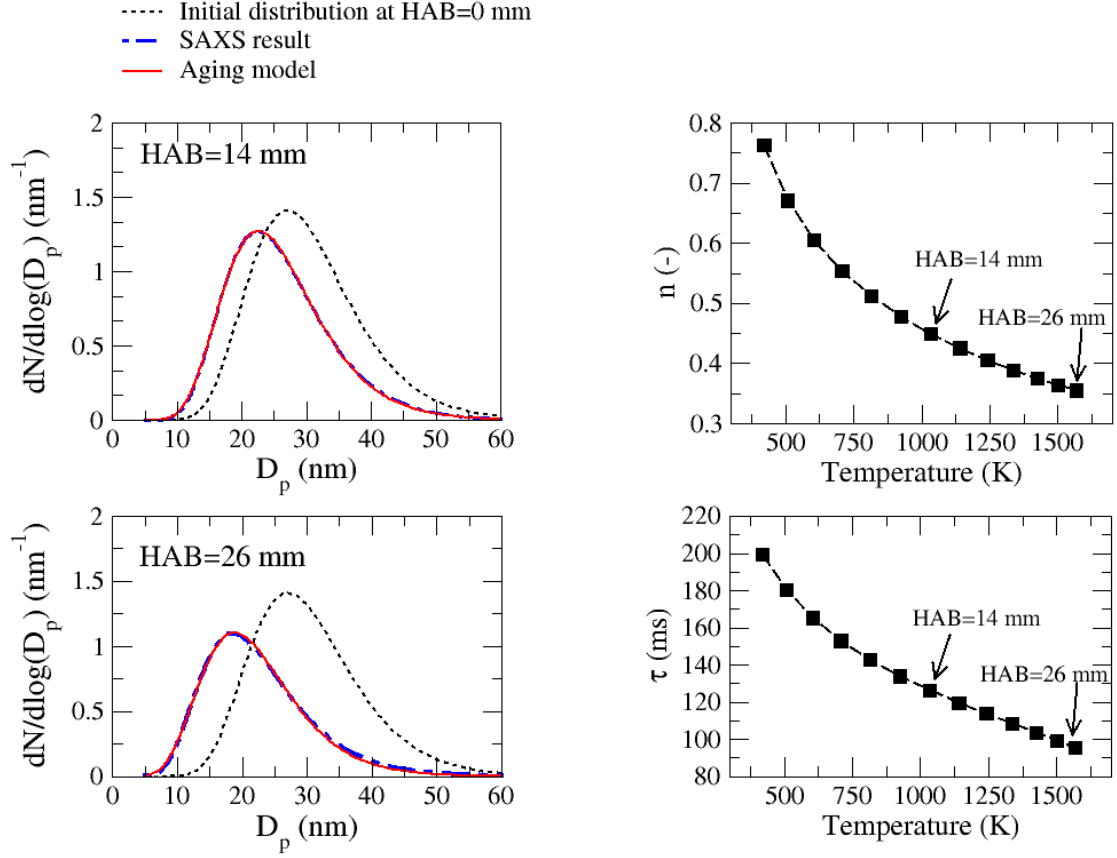 Initial distribution at HAB=0 mm
SAXS result
Aging model
2
1.5
1
0.5
0
dN/dlog(D_p) (nm^-1)
HAB=14 mm
0 10 20 30 40 50 60
D_p (nm)
0.8
0.7
0.6
0.5
0.4
0.3
n (-)
HAB=14 mm
HAB=26 mm
500 750 1000 1250 1500
Temperature (K)
2
1.5
1
0.5
0
dN/dlog(D_p) (nm^-1)
HAB=26 mm
0 10 20 30 40 50 60
D_p (nm)
220
200
180
160
140
120
100
80
τ (ms)
HAB=14 mm
HAB=26 mm
500 750 1000 1250 1500
Temperature (K)